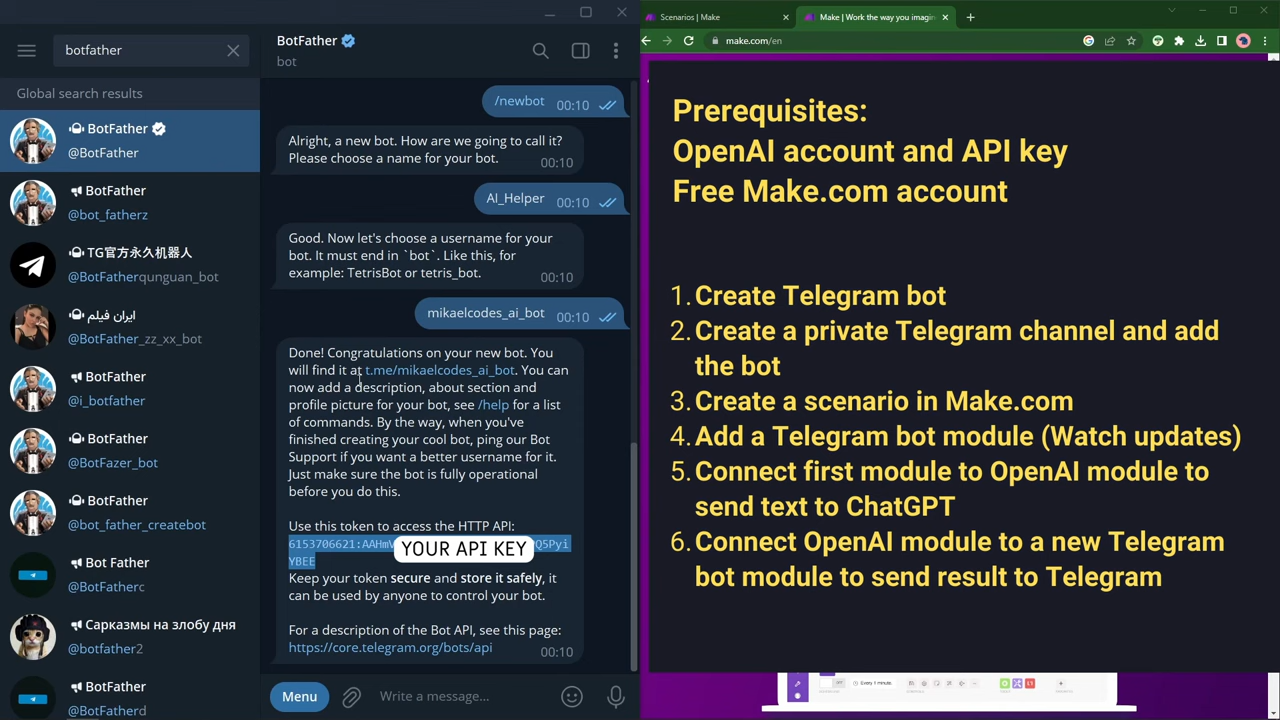 botfather
Global search results
BotFather
@BotFather
BotFather
@bot_fatherz
TG官方永久机器人
@BotFatherqunguan_bot
ایران فیلم
@BotFather_zz_xx_bot
BotFather
@i_botfather
BotFather
@BotFazer_bot
BotFather
@bot_father_createbot
BotFather
@BotFatherc
Сарказмы на злобу дня
@botfather2
BotFather
BotFather
bot
/newbot 00:10
Alright, a new bot. How are we going to call it?
Please choose a name for your bot. 00:10
AI_Helper 00:10
Good. Now let's choose a username for your
bot. It must end in `bot`. Like this, for
example: TetrisBot or tetris_bot. 00:10
mikaelcodes_ai_bot 00:10
Done! Congratulations on your new bot. You
will find it at t.me/mikaelcodes_ai_bot. You can
now add a description, about section and
profile picture for your bot, see /help for a list
of commands. By the way, when you've
finished creating your cool bot, ping our Bot
Support if you want a better username for it.
Just make sure the bot is fully operational
before you do this.
Use this token to access the HTTP API:
6153706621:AAHm YOUR API KEY Q5Pyi
YBEE
Keep your token secure and store it safely, it
can be used by anyone to control your bot.
For a description of the Bot API, see this page:
https://core.telegram.org/bots/api 00:10
Menu Write a message...
Scenarios | Make
Make | Work the way you imagin
make.com/en
Prerequisites:
OpenAI account and API key
Free Make.com account
1. Create Telegram bot
2. Create a private Telegram channel and add
the bot
3. Create a scenario in Make.com
4. Add a Telegram bot module (Watch updates)
5. Connect first module to OpenAI module to
send text to ChatGPT
6. Connect OpenAI module to a new Telegram
bot module to send result to Telegram
Every 1 minute